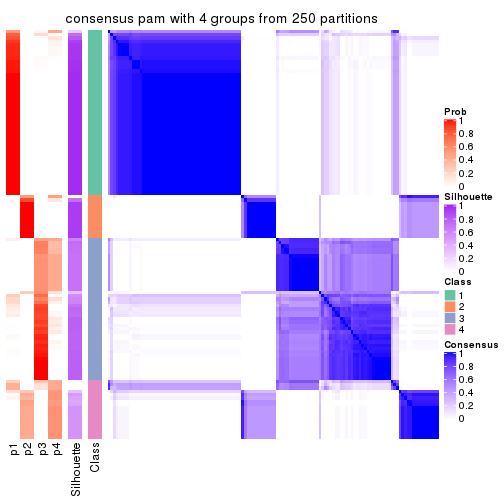 consensus pam with 4 groups from 250 partitions
Prob
1
0.8
0.6
0.4
0.2
0
Silhouette
1
0.8
0.6
0.4
0.2
0
Class
1
2
3
4
Consensus
1
0.8
0.6
0.4
0.2
0
p1
p2
p3
p4
Silhouette
Class